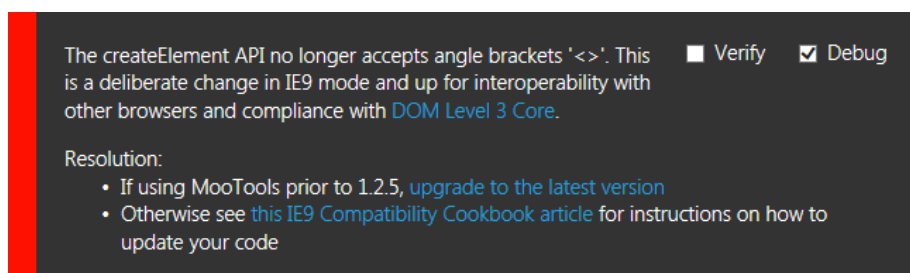 The createElement API no longer accepts angle brackets '<>'. This
is a deliberate change in IE9 mode and up for interoperability with
other browsers and compliance with DOM Level 3 Core.
Verify
Debug
Resolution:
• If using MooTools prior to 1.2.5, upgrade to the latest version
• Otherwise see this IE9 Compatibility Cookbook article for instructions on how to
update your code